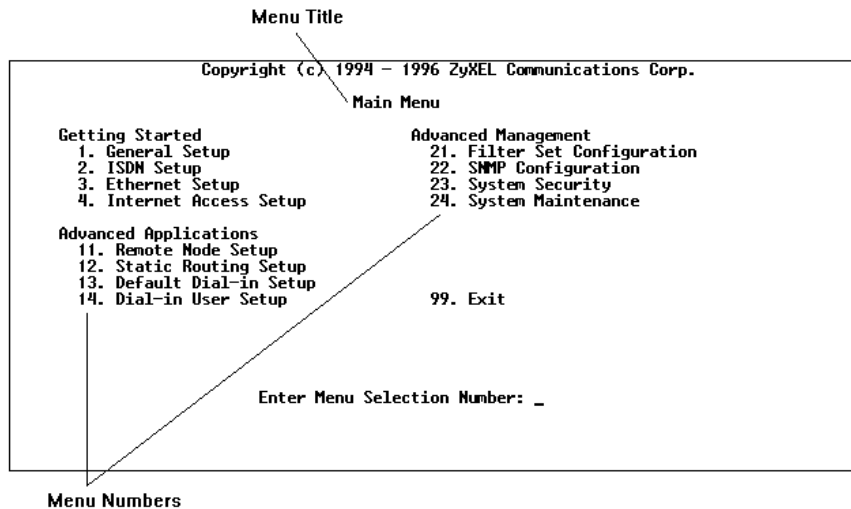 Menu Title
Copyright (c) 1994 - 1996 ZyXEL Communications Corp.
Main Menu
Getting Started
1. General Setup
2. ISDN Setup
3. Ethernet Setup
4. Internet Access Setup
Advanced Applications
11. Remote Node Setup
12. Static Routing Setup
13. Default Dial-in Setup
14. Dial-in User Setup
Advanced Management
21. Filter Set Configuration
22. SNMP Configuration
23. System Security
24. System Maintenance
99. Exit
Enter Menu Selection Number: _
Menu Numbers